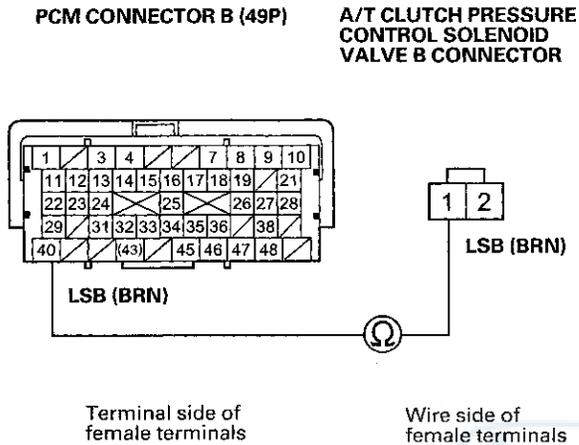 PCM CONNECTOR B (49P)
A/T CLUTCH PRESSURE
CONTROL SOLENOID
VALVE B CONNECTOR
1 3 4 7 8 9 10
11 12 13 14 15 16 17 18 19 21
22 23 24 25 26 27 28
29 31 32 33 34 35 36 38
40 (43) 45 46 47 48
1 2
LSB (BRN)
LSB (BRN)
Ω
Terminal side of
female terminals
Wire side of
female terminals